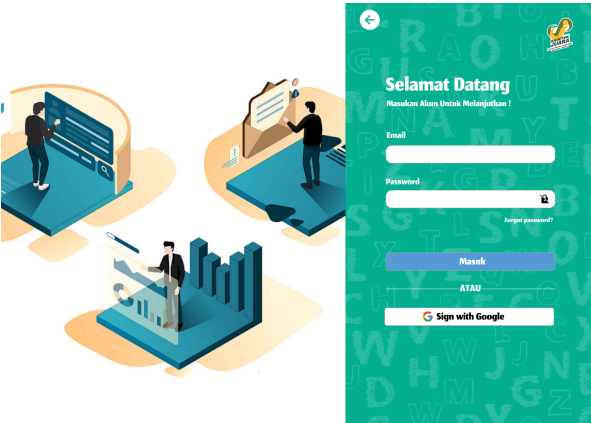 Selamat Datang
Masukan Akun Untuk Melanjutkan !
Email
Password
Forgot password?
Masuk
ATAU
Sign with Google